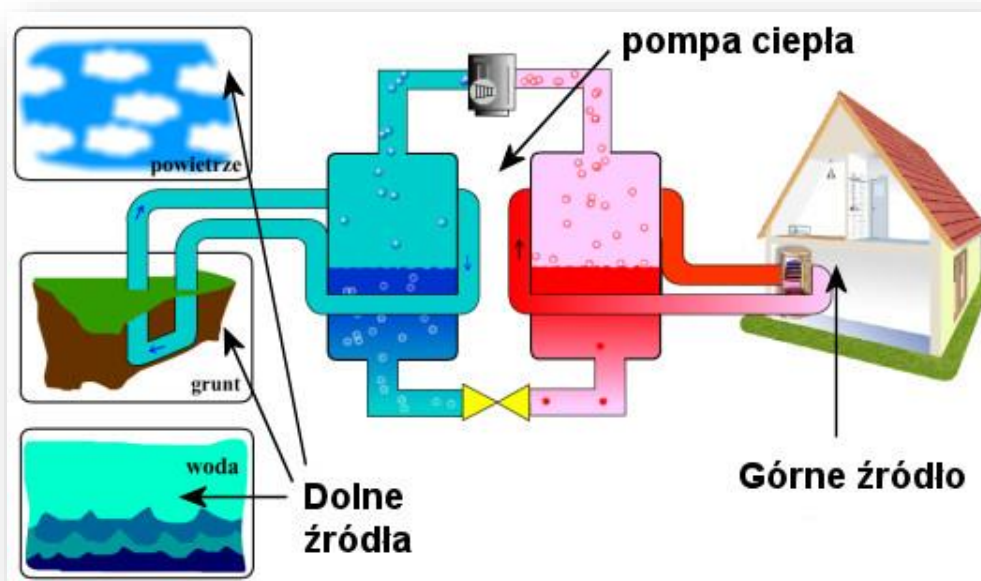 pompa ciepła
powietrze
grunt
woda
Dolne
źródła
Górne źródło